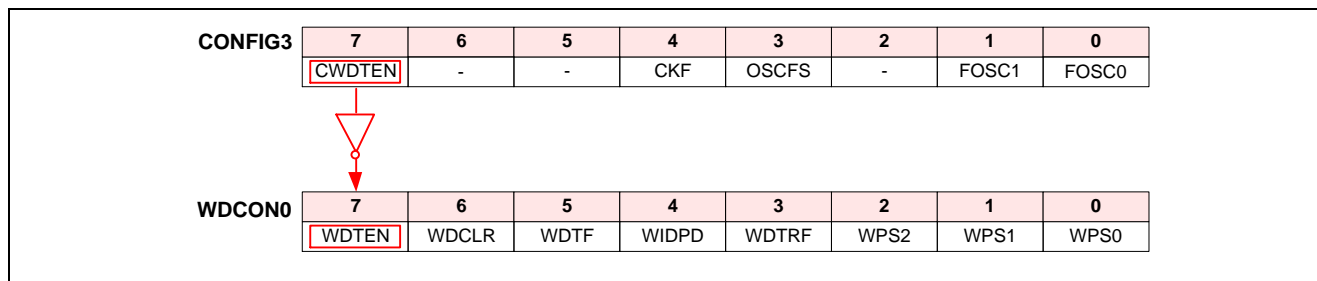 CONFIG3 7 6 5 4 3 2 1 0
CWDTEN - - CKF OSCFS - FOSC1 FOSC0
WDCON0 7 6 5 4 3 2 1 0
WDTEN WDCLR WDTF WIDPD WDTRF WPS2 WPS1 WPS0